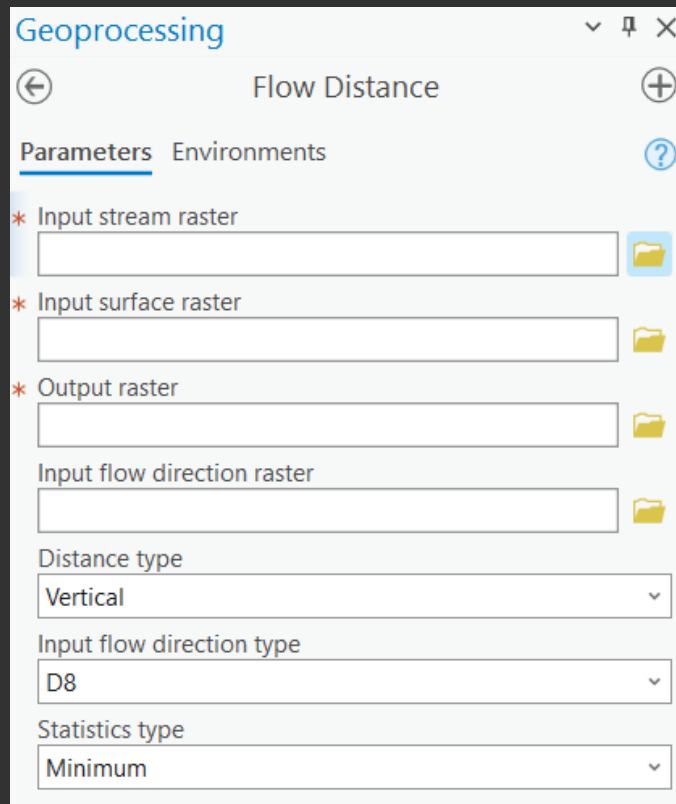 Geoprocessing
Flow Distance
Parameters Environments
* Input stream raster
* Input surface raster
* Output raster
Input flow direction raster
Distance type
Vertical
Input flow direction type
D8
Statistics type
Minimum